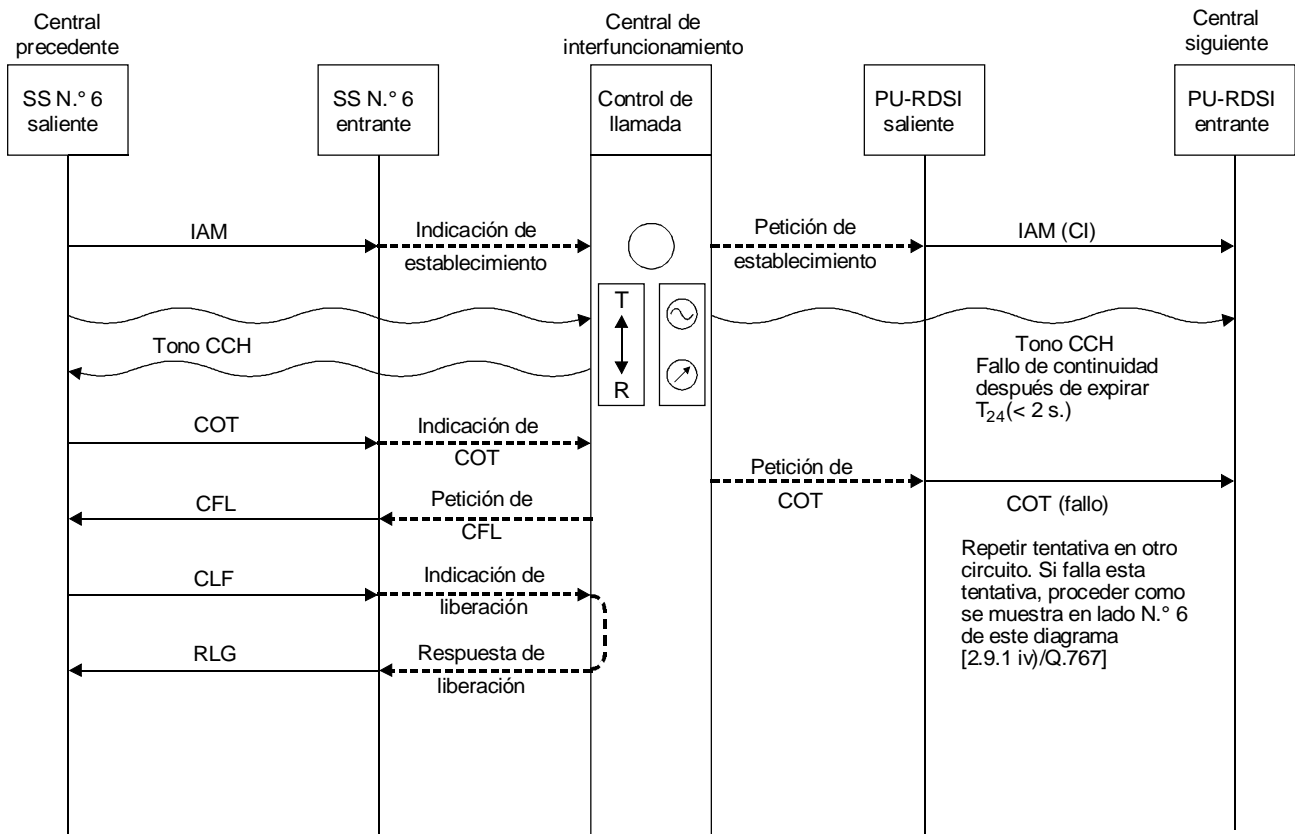 Central
precedente
Central de
interfuncionamiento
Central
siguiente
SS N.° 6
saliente
SS N.° 6
entrante
Control de
llamada
PU-RDSI
saliente
PU-RDSI
entrante
IAM
Indicación de
establecimiento
Petición de
establecimiento
IAM (CI)
T
R
Tono CCH
Tono CCH
Fallo de continuidad
después de expirar
T24(< 2 s.)
COT
Indicación de
COT
Petición de
COT
COT (fallo)
CFL
Petición de
CFL
Repetir tentativa en otro
circuito. Si falla esta
tentativa, proceder como
se muestra en lado N.° 6
de este diagrama
[2.9.1 iv)/Q.767]
CLF
Indicación de
liberación
RLG
Respuesta de
liberación